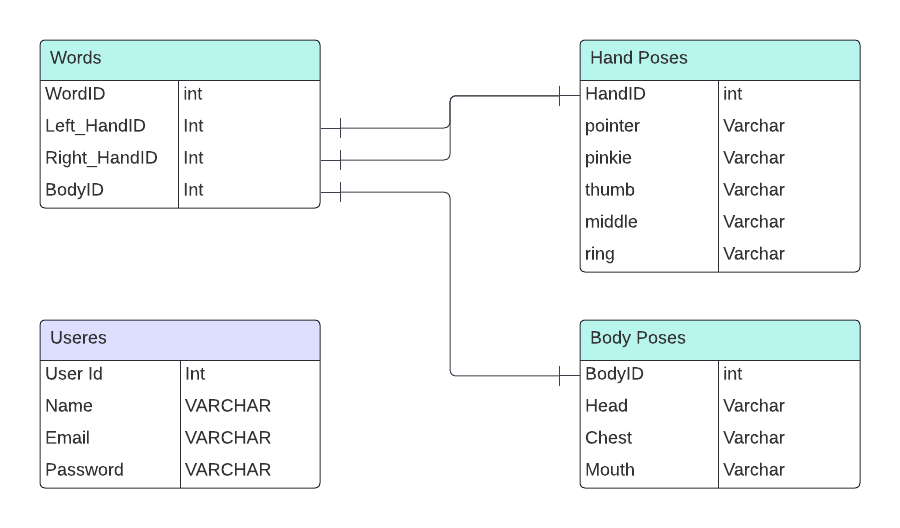 Words
WordID int
Left_HandID Int
Right_HandID Int
BodyID Int
Hand Poses
HandID int
pointer Varchar
pinkie Varchar
thumb Varchar
middle Varchar
ring Varchar
Useres
User Id Int
Name VARCHAR
Email VARCHAR
Password VARCHAR
Body Poses
BodyID int
Head Varchar
Chest Varchar
Mouth Varchar